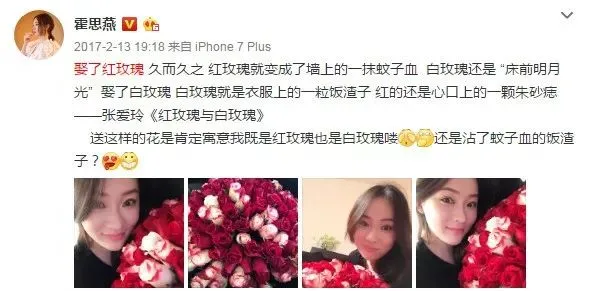 霍思燕
2017-2-13 19:18 来自 iPhone 7 Plus
娶了红玫瑰 久而久之 红玫瑰就变成了墙上的一抹蚊子血 白玫瑰还是 “床前明月
光” 娶了白玫瑰 白玫瑰就是衣服上的一粒饭渣子 红的还是心口上的一颗朱砂痣
——张爱玲《红玫瑰与白玫瑰》
送这样的花是肯定寓意我既是红玫瑰也是白玫瑰喽还是沾了蚊子血的饭渣
子？